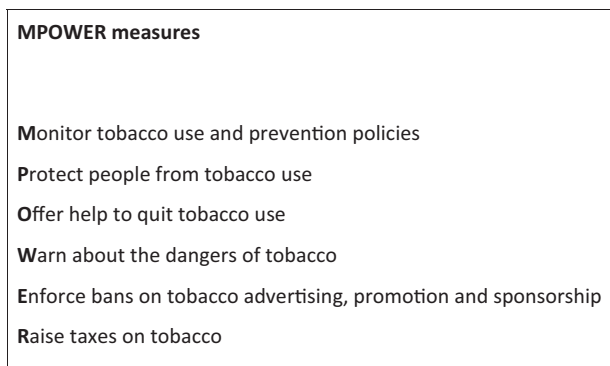 MPOWER measures
Monitor tobacco use and prevention policies
Protect people from tobacco use
Offer help to quit tobacco use
Warn about the dangers of tobacco
Enforce bans on tobacco advertising, promotion and sponsorship
Raise taxes on tobacco